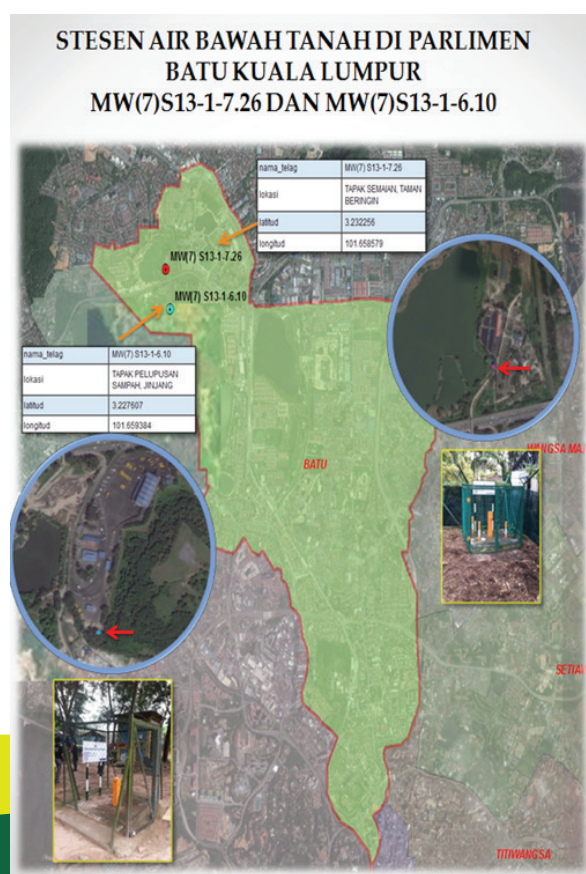 STESEN AIR BAWAH TANAH DI PARLIMEN
BATU KUALA LUMPUR
MW(7)S13-1-7.26 DAN MW(7)S13-1-6.10
nama_telag MW(7) S13-1-7.26
lokasi TAPAK SEMAIAN, TAMAN
BERINGIN
latitud 3.232256
longitud 101.658579
MW(7) S13-1-7.26
MW(7) S13-1-6.10
nama_telag MW(7) S13-1-6.10
lokasi TAPAK PELUPUSAN
SAMPAH, JINJANG
latitud 3.227607
longitud 101.659384
BATU
WANGSA MA
SETIAW
TITIWANGSA